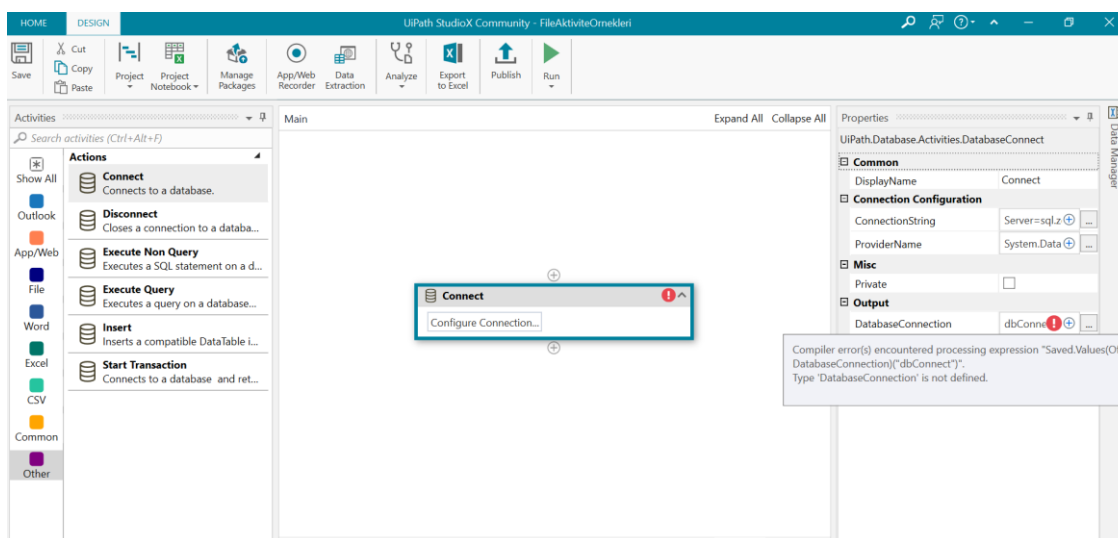 HOME DESIGN UiPath StudioX Community - FileAktiviteOrnekleri
Save
Cut
Copy
Paste
Project
Project Notebook
Manage Packages
App/Web Recorder
Data Extraction
Analyze
Export to Excel
Publish
Run
Activities
Search activities (Ctrl+Alt+F)
Show All
Outlook
App/Web
File
Word
Excel
CSV
Common
Other
Actions
Connect
Connects to a database.
Disconnect
Closes a connection to a databa...
Execute Non Query
Executes a SQL statement on a d...
Execute Query
Executes a query on a database...
Insert
Inserts a compatible DataTable i...
Start Transaction
Connects to a database and ret...
Main Expand All Collapse All
Connect
Configure Connection...
Properties
UiPath.Database.Activities.DatabaseConnect
Common
DisplayName Connect
Connection Configuration
ConnectionString Server=sql.z ...
ProviderName System.Data ...
Misc
Private
Output
DatabaseConnection dbConne ...
Compiler error(s) encountered processing expression "Saved.Values(Of
DatabaseConnection)("dbConnect")".
Type 'DatabaseConnection' is not defined.
Data Manager